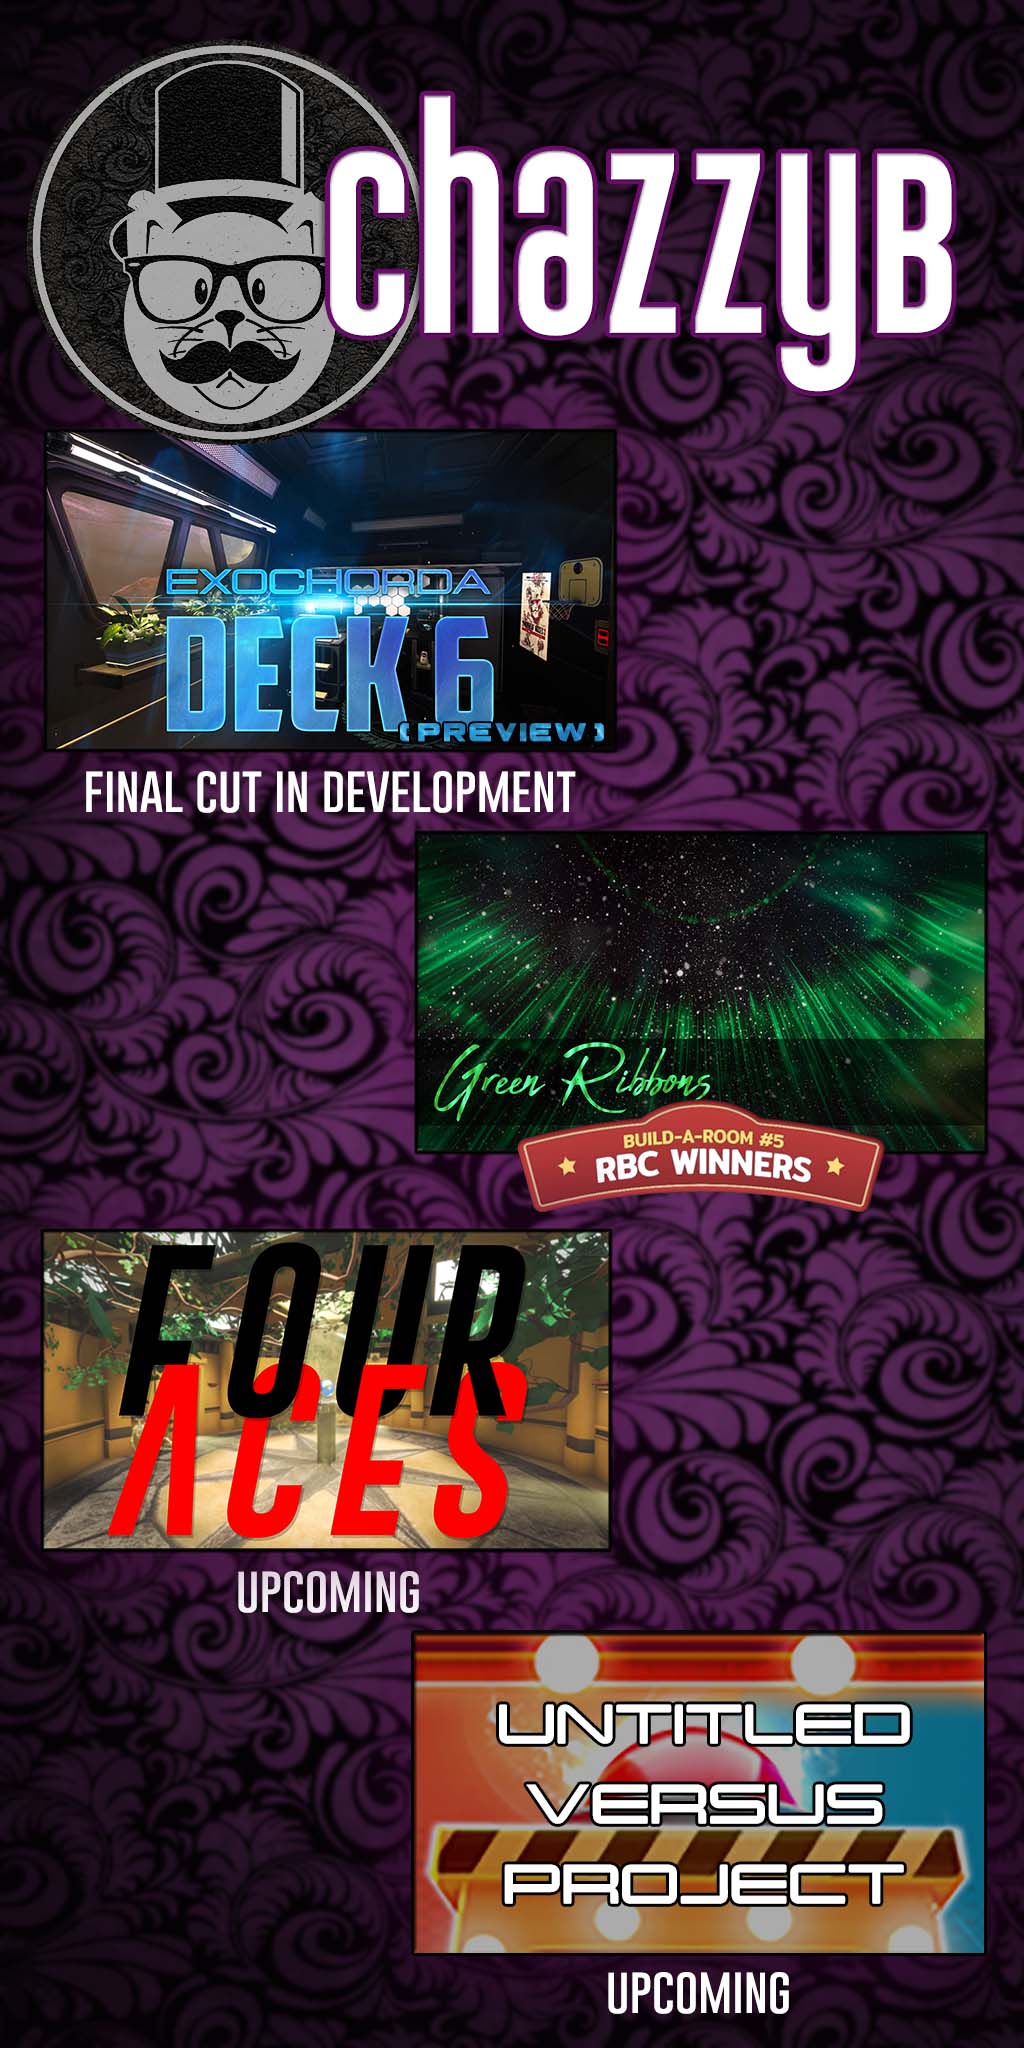 chazzyB
EXOCHORDA
DECK 6
(PREVIEW)
FINAL CUT IN DEVELOPMENT
Green Ribbons
BUILD-A-ROOM #5
RBC WINNERS
FOUR
ACES
UPCOMING
UNTITLED
VERSUS
PROJECT
UPCOMING